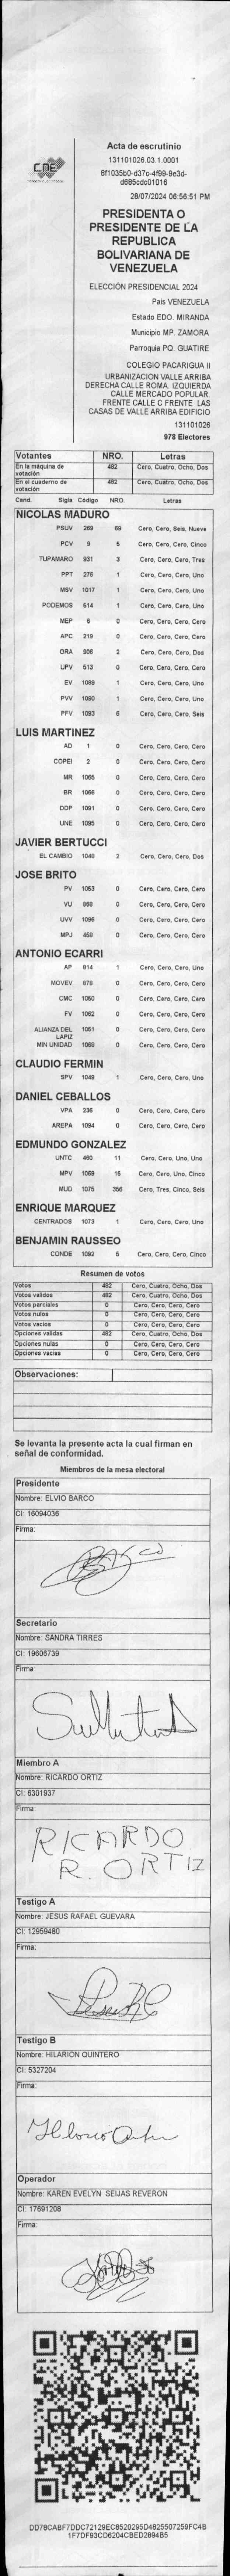 CNE
Acta de escrutinio
131101026.03.1.0001
8f1035b0-d37c-4f99-9e3d-
d685cdc01016
28/07/2024 06:56:51 PM
PRESIDENTA O
PRESIDENTE DE LA
REPUBLICA
BOLIVARIANA DE
VENEZUELA
ELECCIÓN PRESIDENCIAL 2024
País VENEZUELA
Estado EDO. MIRANDA
Municipio MP. ZAMORA
Parroquia PQ. GUATIRE
COLEGIO PACARIGUA II
URBANIZACION VALLE ARRIBA
DERECHA CALLE ROMA. IZQUIERDA
CALLE MERCADO POPULAR.
FRENTE CALLE C FRENTE LAS
CASAS DE VALLE ARRIBA EDIFICIO
131101026
978 Electores
Votantes NRO. Letras
En la máquina de votación 482 Cero, Cuatro, Ocho, Dos
En el cuaderno de votación 482 Cero, Cuatro, Ocho, Dos
Cand. Sigls Código NRO. Letras
NICOLAS MADURO
PSUV 269 69 Cero, Cero, Seis, Nueve
PCV 9 5 Cero, Cero, Cero, Cinco
TUPAMARO 931 3 Cero, Cero, Cero, Tres
PPT 276 1 Cero, Cero, Cero, Uno
MSV 1017 1 Cero, Cero, Cero, Uno
PODEMOS 514 1 Cero, Cero, Cero, Uno
MEP 6 0 Cero, Cero, Cero, Cero
APC 219 0 Cero, Cero, Cero, Cero
ORA 906 2 Cero, Cero, Cero, Dos
UPV 513 0 Cero, Cero, Cero, Cero
EV 1089 1 Cero, Cero, Cero, Uno
PVV 1090 1 Cero, Cero, Cero, Uno
PFV 1093 6 Cero, Cero, Cero, Seis
LUIS MARTINEZ
AD 1 0 Cero, Cero, Cero, Cero
COPEI 2 0 Cero, Cero, Cero, Cero
MR 1065 0 Cero, Cero, Cero, Cero
BR 1066 0 Cero, Cero, Cero, Cero
DDP 1091 0 Cero, Cero, Cero, Cero
UNE 1095 0 Cero, Cero, Cero, Cero
JAVIER BERTUCCI
EL CAMBIO 1048 2 Cero, Cero, Cero, Dos
JOSE BRITO
PV 1053 0 Cero, Cero, Cero, Cero
VU 868 0 Cero, Cero, Cero, Cero
UVV 1096 0 Cero, Cero, Cero, Cero
MPJ 458 0 Cero, Cero, Cero, Cero
ANTONIO ECARRI
AP 814 1 Cero, Cero, Cero, Uno
MOVEV 878 0 Cero, Cero, Cero, Cero
CMC 1050 0 Cero, Cero, Cero, Cero
FV 1052 0 Cero, Cero, Cero, Cero
ALIANZA DEL LAPIZ 1051 0 Cero, Cero, Cero, Cero
MIN UNIDAD 1088 0 Cero, Cero, Cero, Cero
CLAUDIO FERMIN
SPV 1049 1 Cero, Cero, Cero, Uno
DANIEL CEBALLOS
VPA 236 0 Cero, Cero, Cero, Cero
AREPA 1094 0 Cero, Cero, Cero, Cero
EDMUNDO GONZALEZ
UNTC 460 11 Cero, Cero, Uno, Uno
MPV 1069 15 Cero, Cero, Uno, Cinco
MUD 1075 356 Cero, Tres, Cinco, Seis
ENRIQUE MARQUEZ
CENTRADOS 1073 1 Cero, Cero, Cero, Uno
BENJAMIN RAUSSEO
CONDE 1092 5 Cero, Cero, Cero, Cinco
Resumen de votos
Votos 482 Cero, Cuatro, Ocho, Dos
Votos validos 482 Cero, Cuatro, Ocho, Dos
Votos parciales 0 Cero, Cero, Cero, Cero
Votos nulos 0 Cero, Cero, Cero, Cero
Votos vacios 0 Cero, Cero, Cero, Cero
Opciones validas 482 Cero, Cuatro, Ocho, Dos
Opciones nulas 0 Cero, Cero, Cero, Cero
Opciones vacias 0 Cero, Cero, Cero, Cero
Observaciones:
Se levanta la presente acta la cual firman en
señal de conformidad.
Miembros de la mesa electoral
Presidente
Nombre: ELVIO BARCO
CI: 16094036
Firma:
Secretario
Nombre: SANDRA TIRRES
CI: 19606739
Firma:
Miembro A
Nombre: RICARDO ORTIZ
CI: 6301937
Firma:
RICARDO
R. ORTIZ
Testigo A
Nombre: JESUS RAFAEL GUEVARA
CI: 12959480
Firma:
Testigo B
Nombre: HILARION QUINTERO
CI: 5327204
Firma:
Operador
Nombre: KAREN EVELYN SEIJAS REVERON
CI: 17691208
Firma:
DD78CABF7DDC72129EC8520295D4825507259FC4B
1F7DF93CD6204CBED2894B5